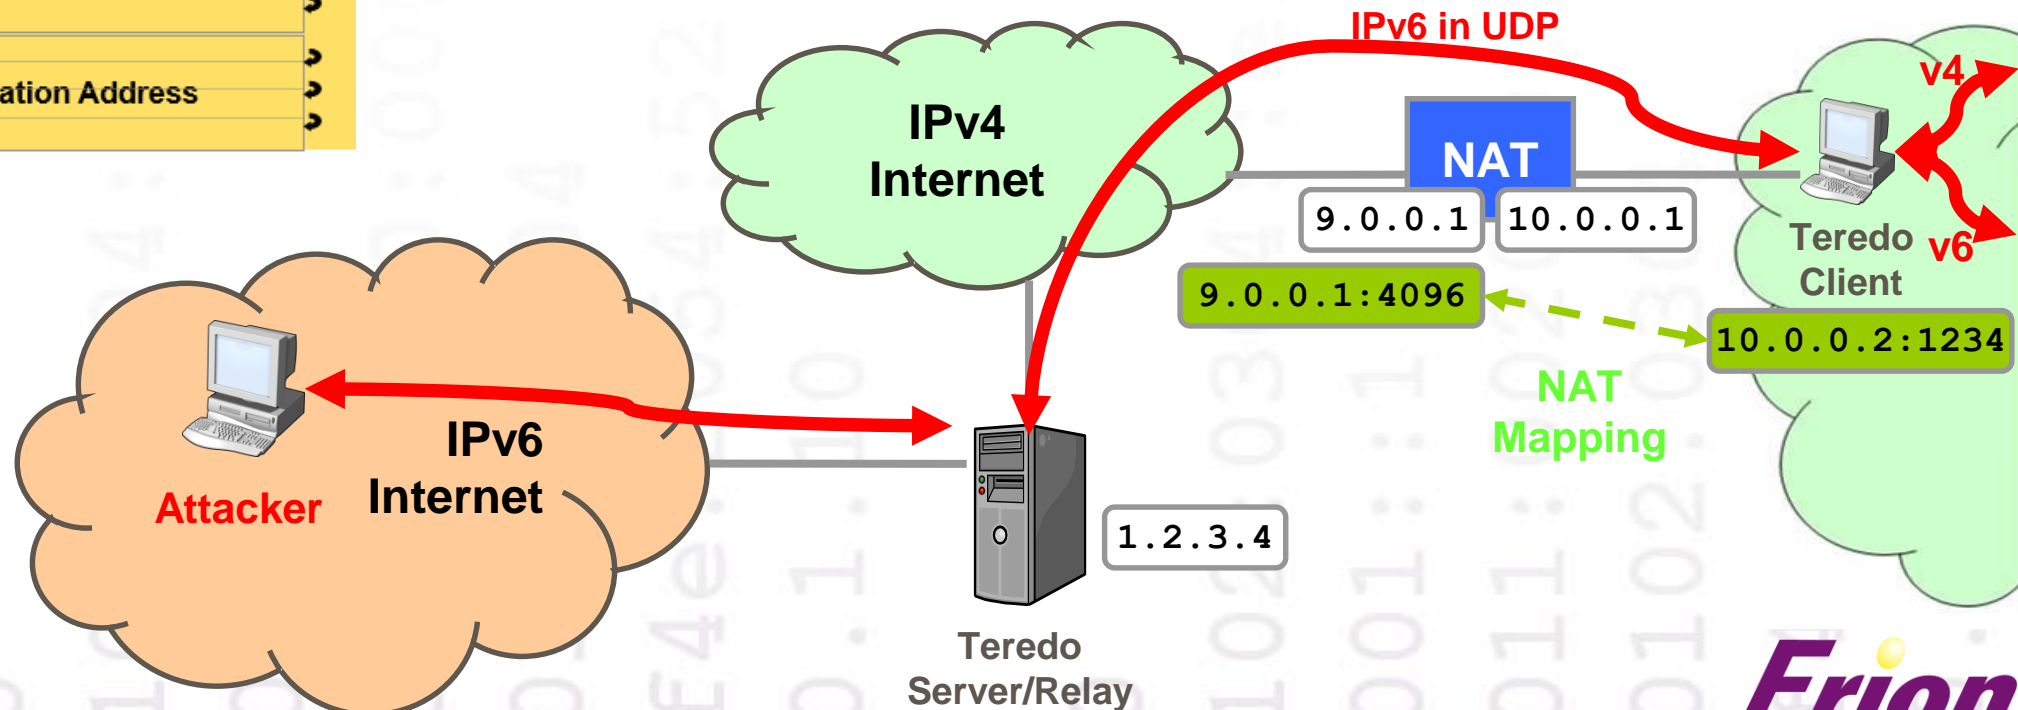 ation Address
IPv6 in UDP
v4
IPv4
Internet
NAT
9.0.0.1
10.0.0.1
Teredo
Client
v6
9.0.0.1:4096
10.0.0.2:1234
NAT
Mapping
Attacker
IPv6
Internet
1.2.3.4
Teredo
Server/Relay
Erion